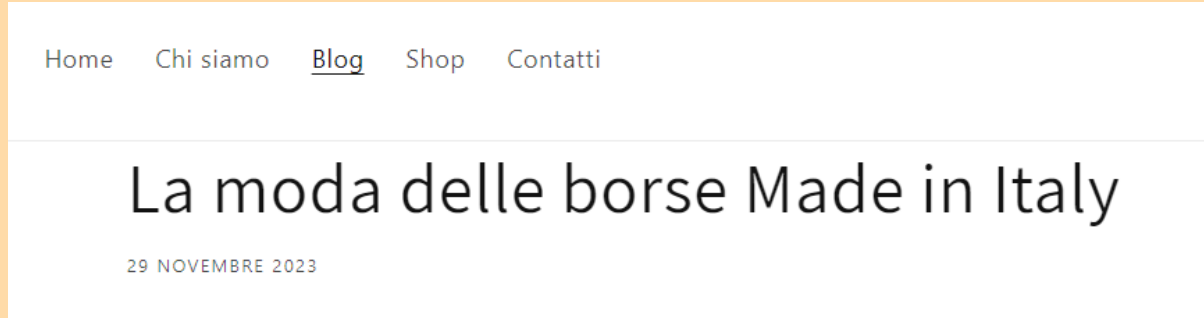 Home Chi siamo Blog Shop Contatti
La moda delle borse Made in Italy
29 NOVEMBRE 2023